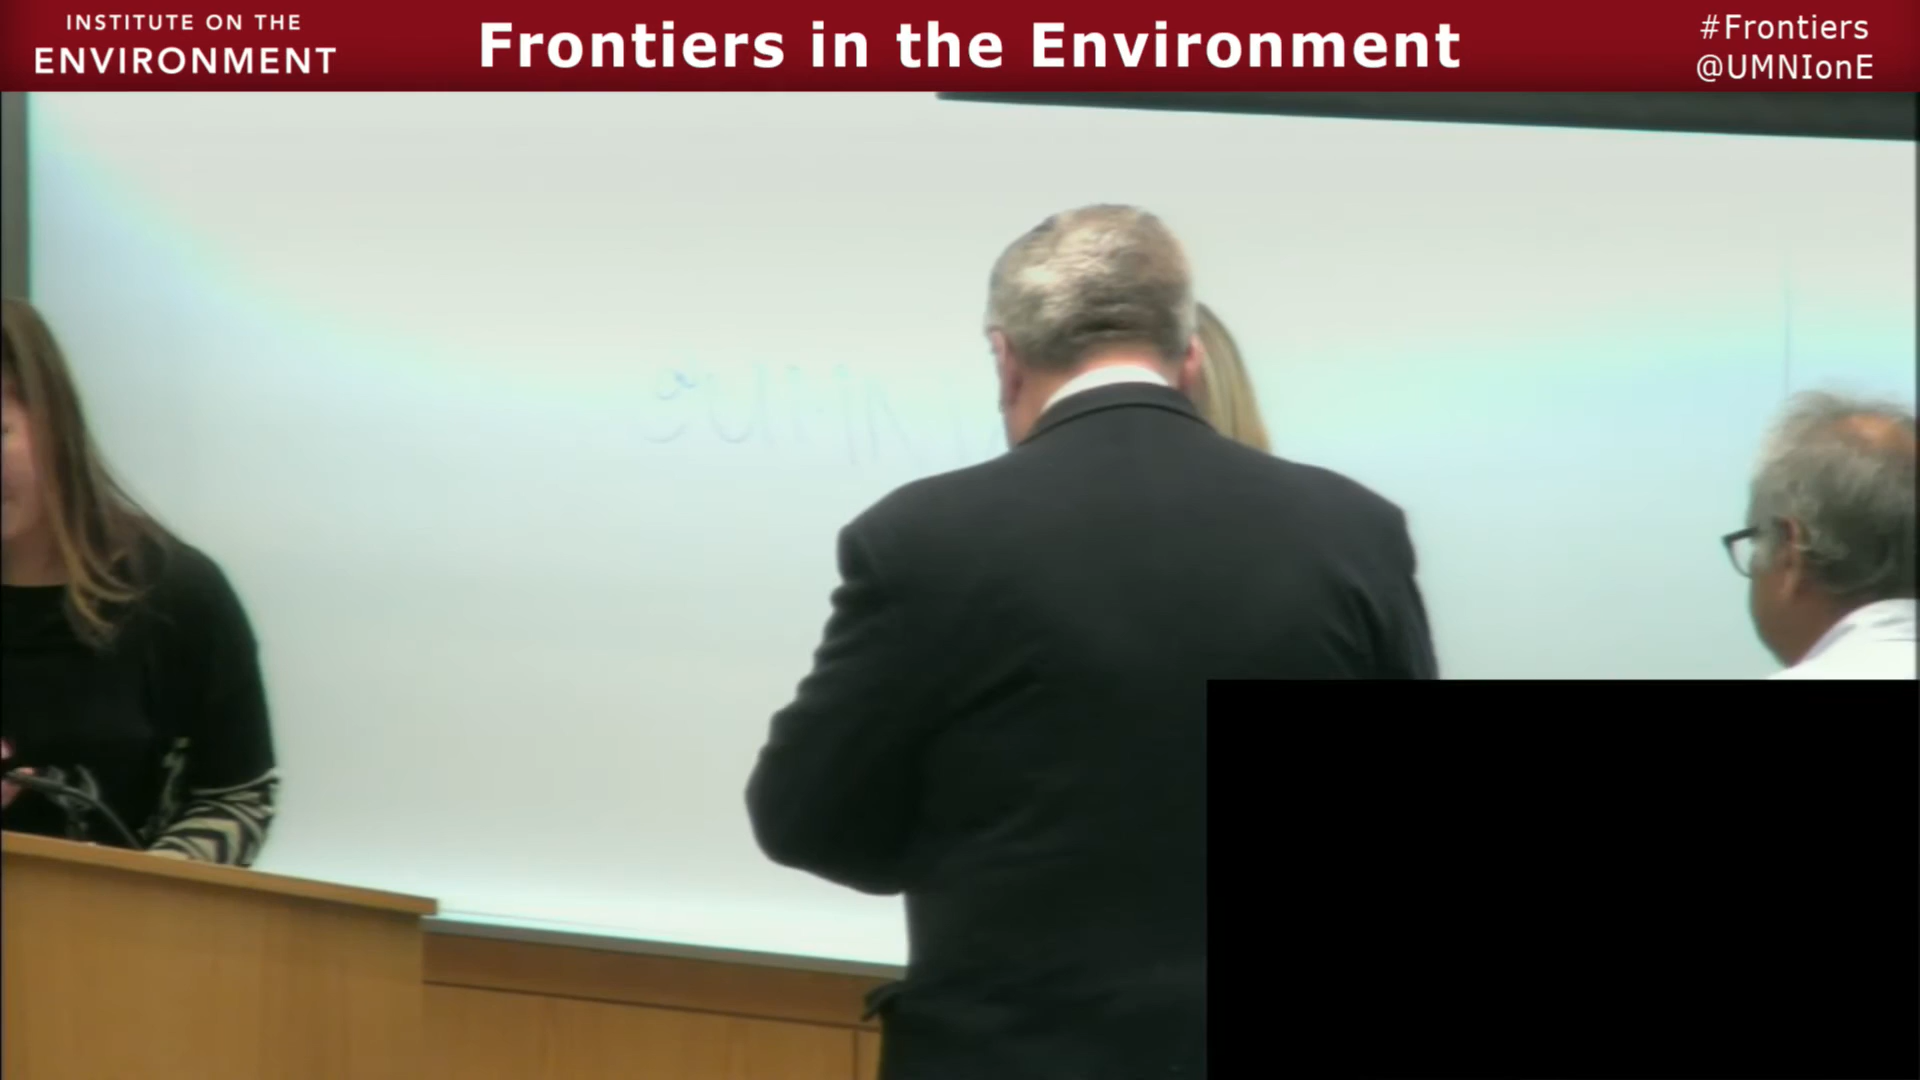 INSTITUTE ON THE
ENVIRONMENT
Frontiers in the Environment
#Frontiers
@UMNIonE